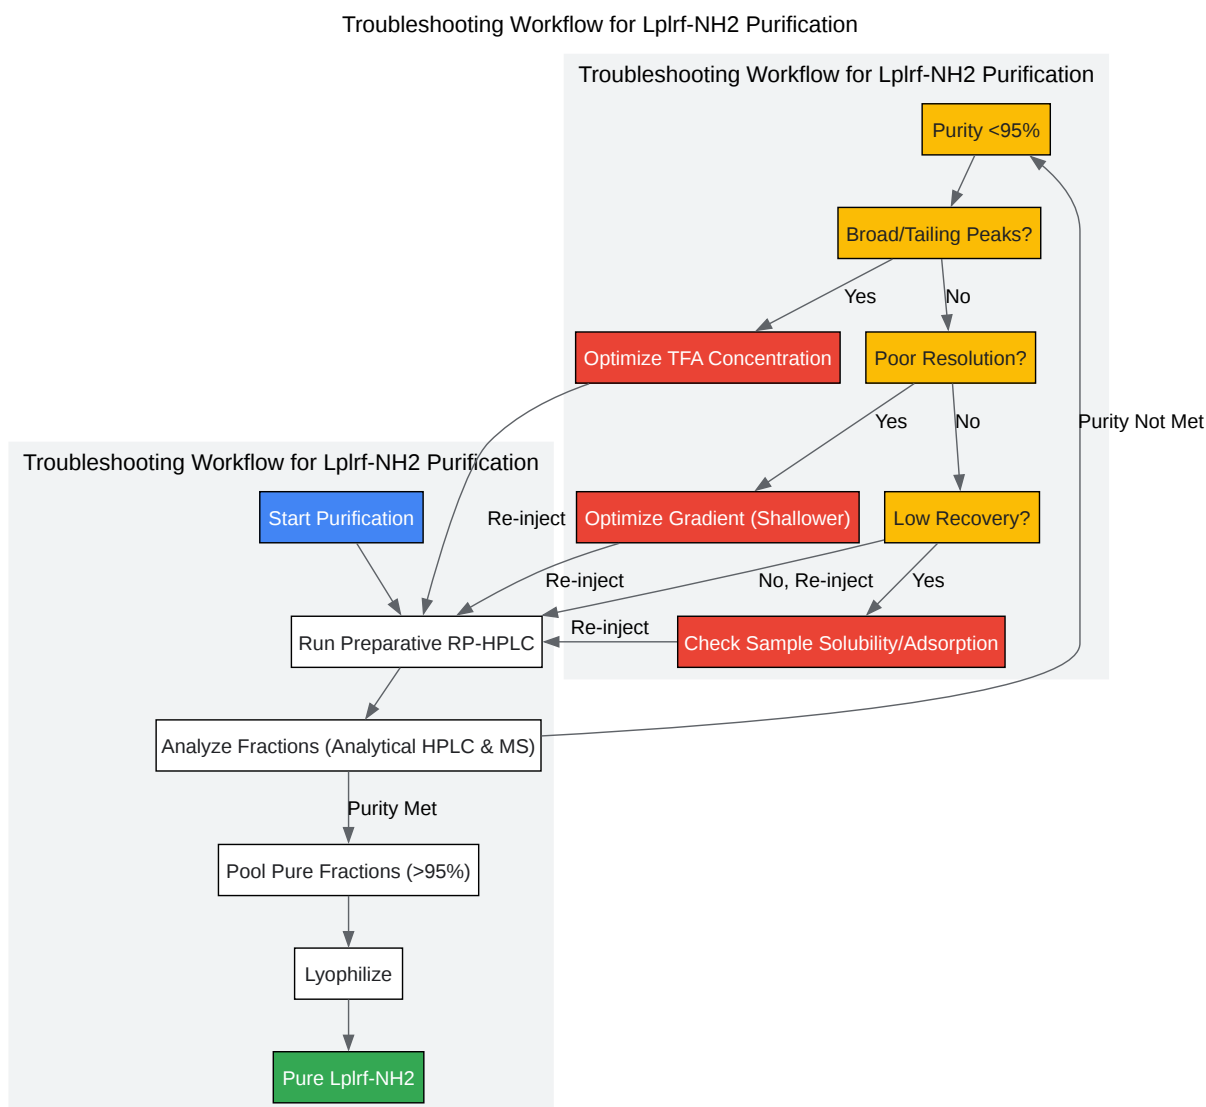 Troubleshooting Workflow for Lplrf-NH2 Purification
Troubleshooting Workflow for Lplrf-NH2 Purification
Purity <95%
Broad/Tailing Peaks?
Yes
No
Optimize TFA Concentration
Poor Resolution?
Yes
No
Purity Not Met
Troubleshooting Workflow for Lplrf-NH2 Purification
Start Purification
Re-inject
Optimize Gradient (Shallower)
Low Recovery?
Re-inject
No, Re-inject
Yes
Run Preparative RP-HPLC
Re-inject
Check Sample Solubility/Adsorption
Analyze Fractions (Analytical HPLC & MS)
Purity Met
Pool Pure Fractions (>95%)
Lyophilize
Pure Lplrf-NH2